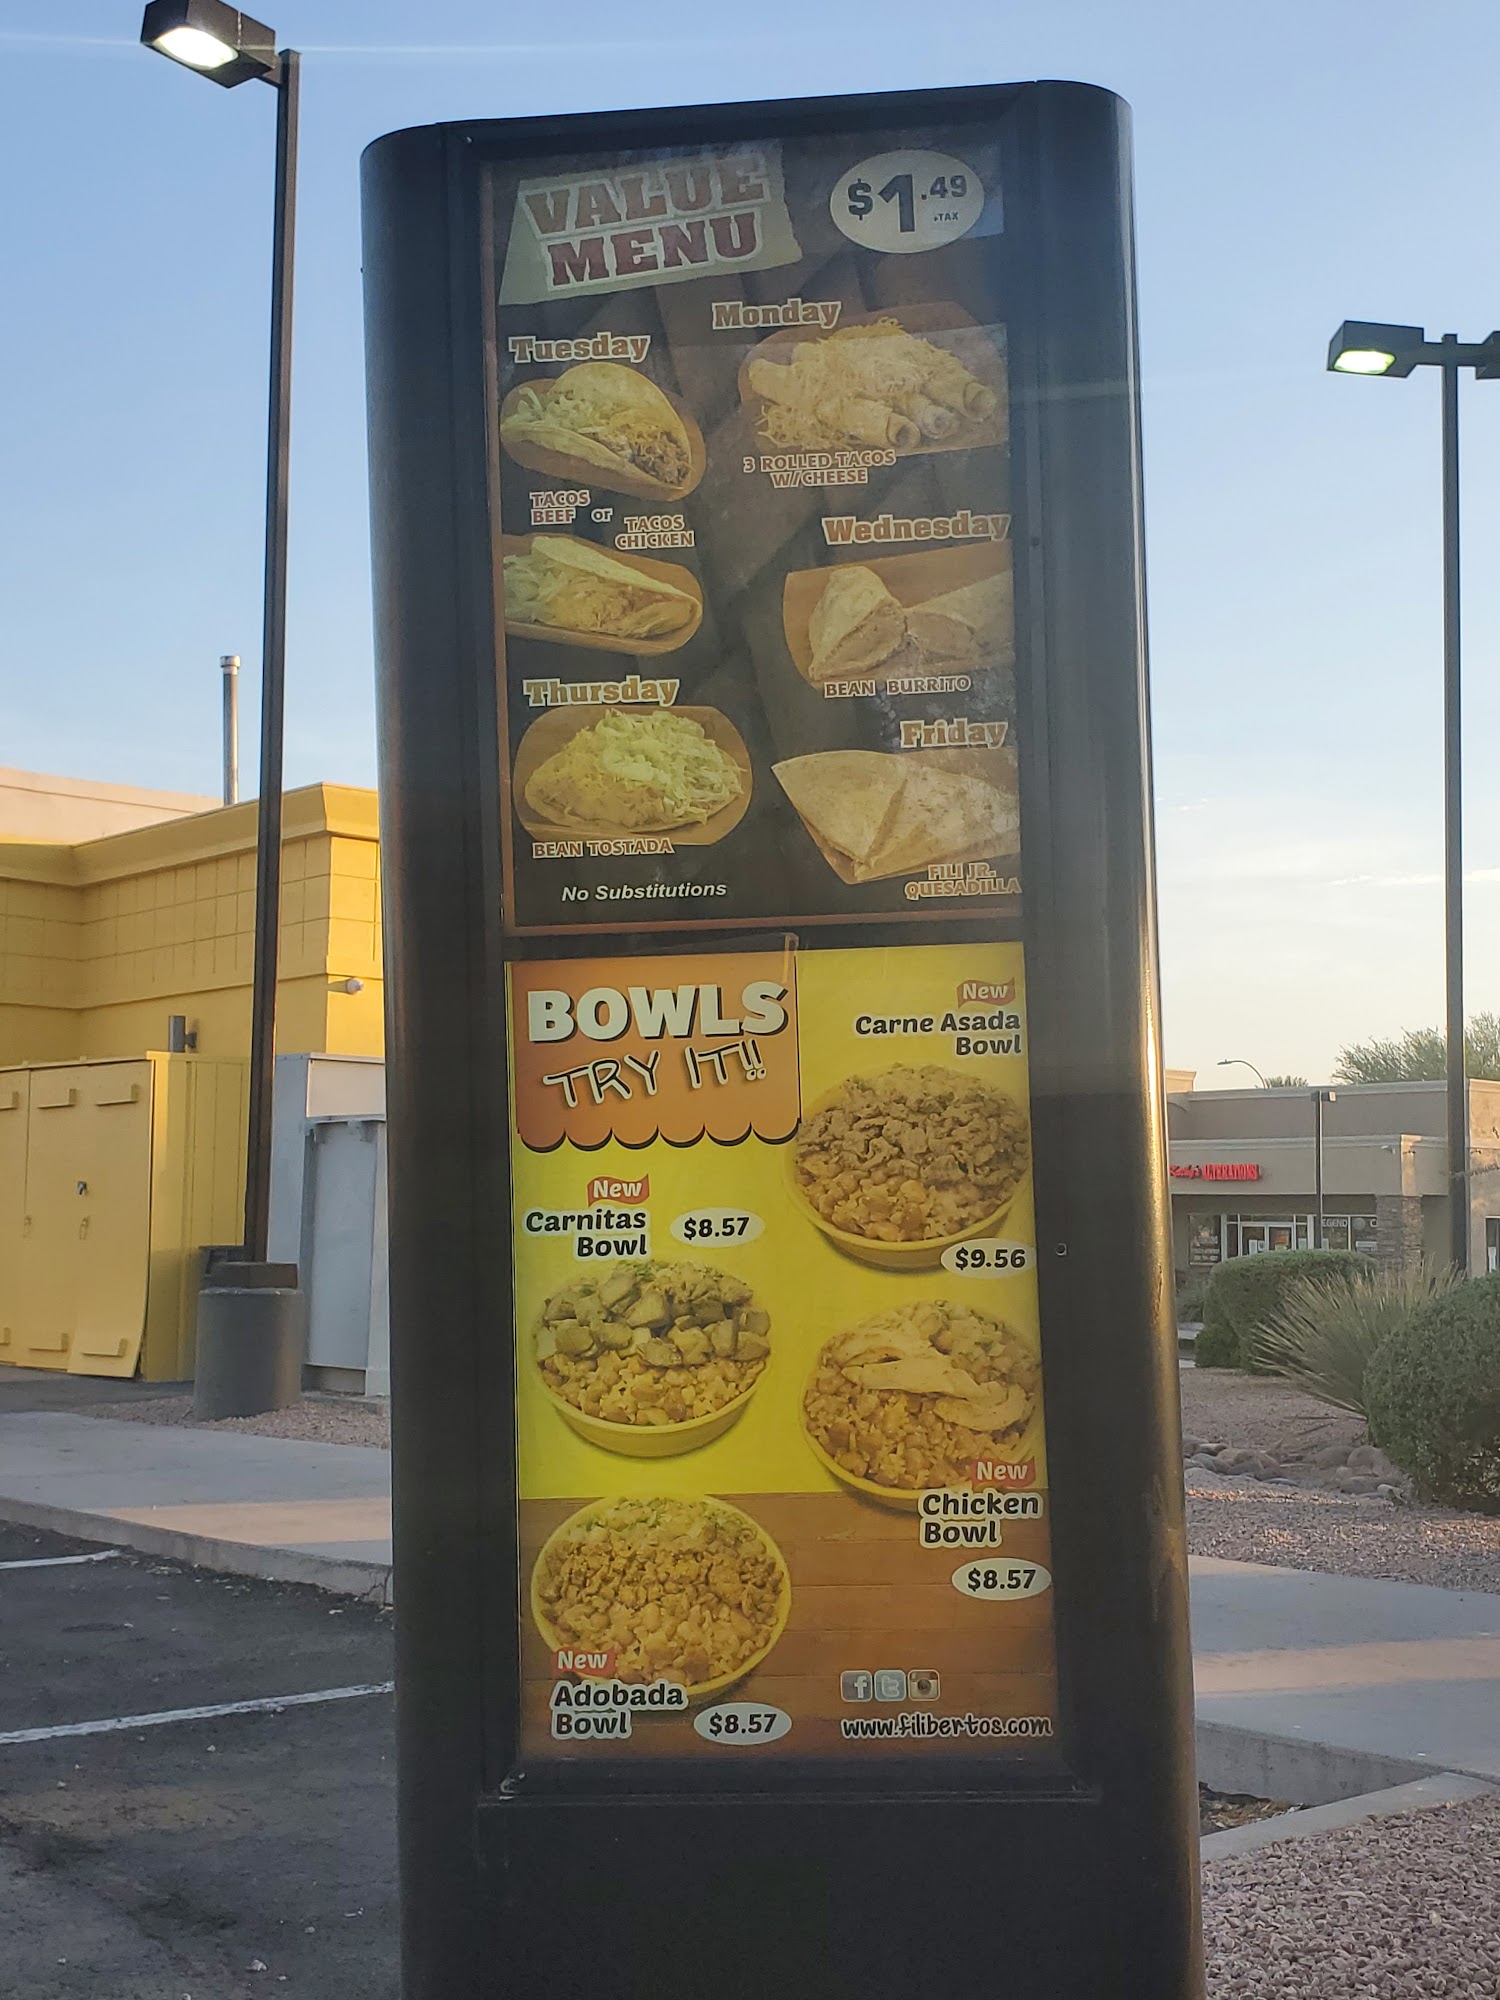 VALUE
MENU
$1.49
+TAX
Monday
3 ROLLED TACOS
W/CHEESE
Tuesday
TACOS
BEEF or
TACOS
CHICKEN
Wednesday
BEAN BURRITO
Thursday
BEAN TOSTADA
Friday
FILI JR.
QUESADILLA
No Substitutions
BOWLS
TRY IT!!
New
Carne Asada
Bowl
$9.56
New
Carnitas
Bowl
$8.57
New
Chicken
Bowl
$8.57
New
Adobada
Bowl
$8.57
www.filibertos.com
ALTERATIONS